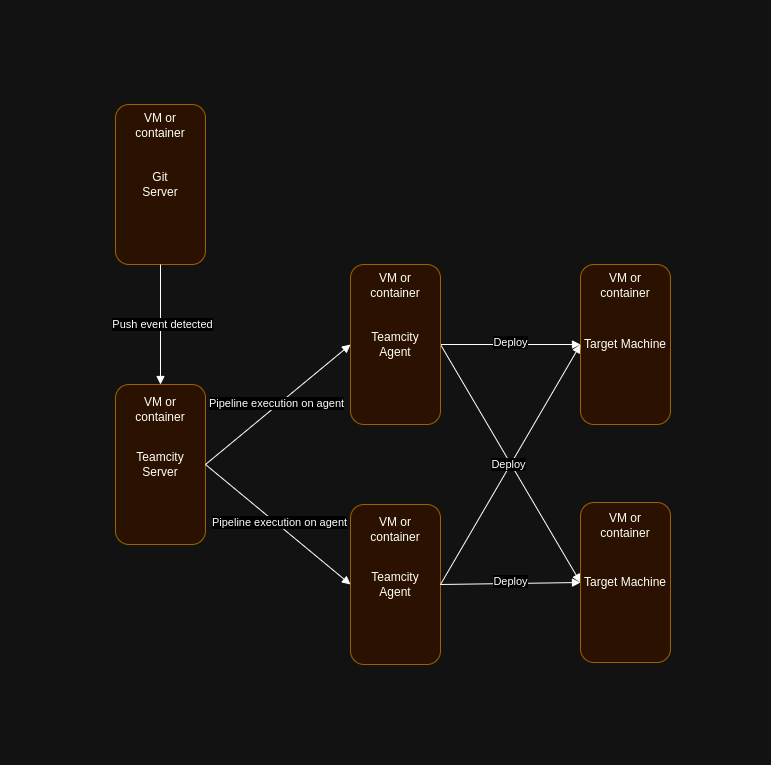 VM or
container
Git
Server
Push event detected
VM or
container
Teamcity
Server
Pipeline execution on agent
Pipeline execution on agent
VM or
container
Teamcity
Agent
VM or
container
Teamcity
Agent
Deploy
Deploy
Deploy
VM or
container
Target Machine
VM or
container
Target Machine